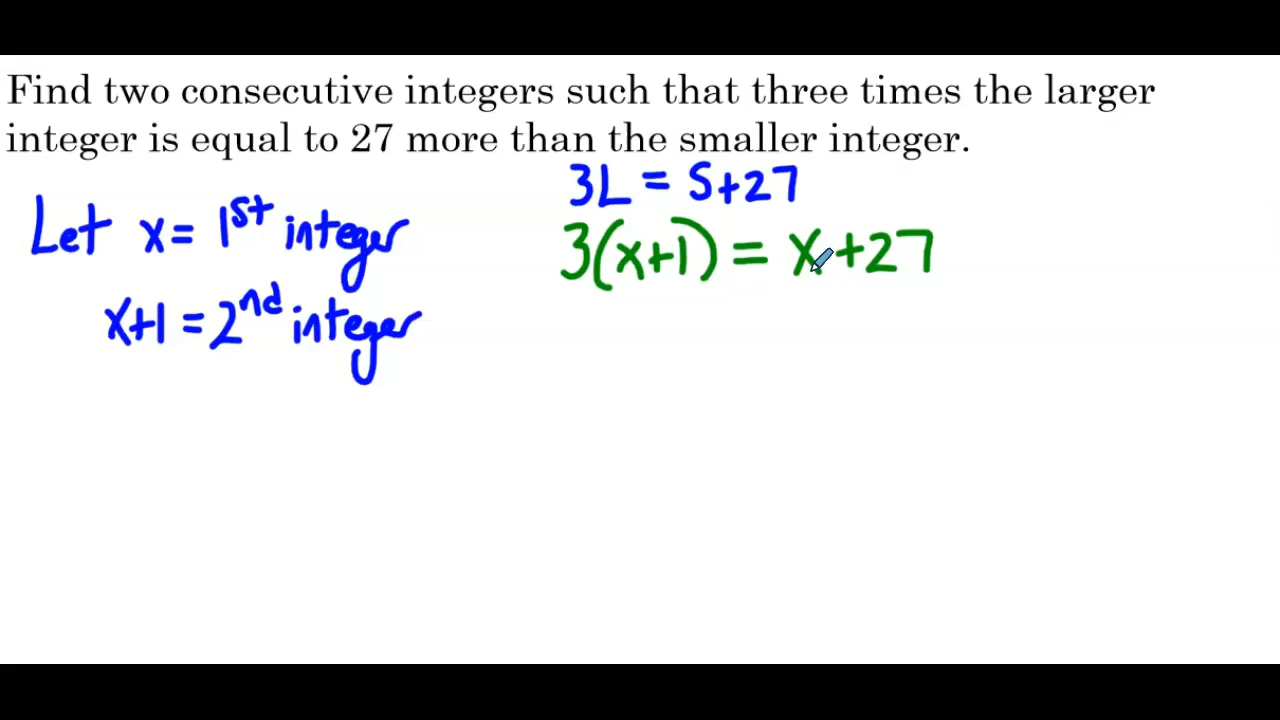 Find two consecutive integers such that three times the larger
integer is equal to 27 more than the smaller integer.
3L = S+27
Let x = 1st integer
3(x+1) = x+27
x+1 = 2nd integer